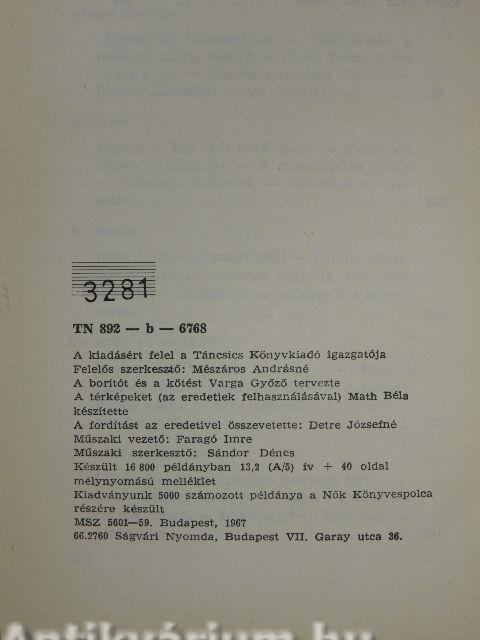 3281
TN 892 — b — 6768
A kiadásért felel a Táncsics Könyvkiadó igazgatója
Felelős szerkesztő: Mészáros Andrásné
A borítót és a kötést Varga Győző tervezte
A térképeket (az eredetiek felhasználásával) Math Béla
készítette
A fordítást az eredetivel összevetette: Detre Józsefné
Műszaki vezető: Faragó Imre
Műszaki szerkesztő: Sándor Dénes
Készült 16 800 példányban 13,2 (A/5) ív + 40 oldal
mélynyomású melléklet
Kiadványunk 5000 számozott példánya a Nők Könyvespolca
részére készült
MSZ 5601—59. Budapest, 1967
66.2760 Ságvári Nyomda, Budapest VII. Garay utca 36.
Antikvárium.hu